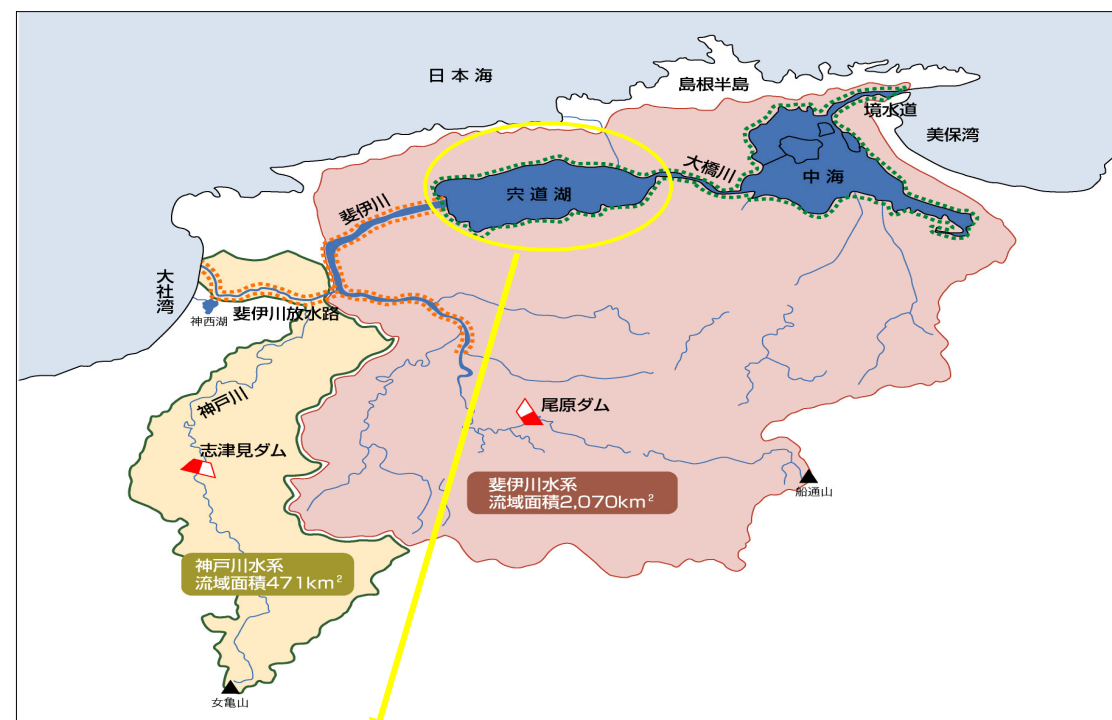 日本海
島根半島
境水道
美保湾
大橋川
中海
宍道湖
斐伊川
大社湾
神西湖
斐伊川放水路
神戸川
尾原ダム
志津見ダム
斐伊川水系
流域面積2,070km²
船通山
神戸川水系
流域面積471km²
女亀山